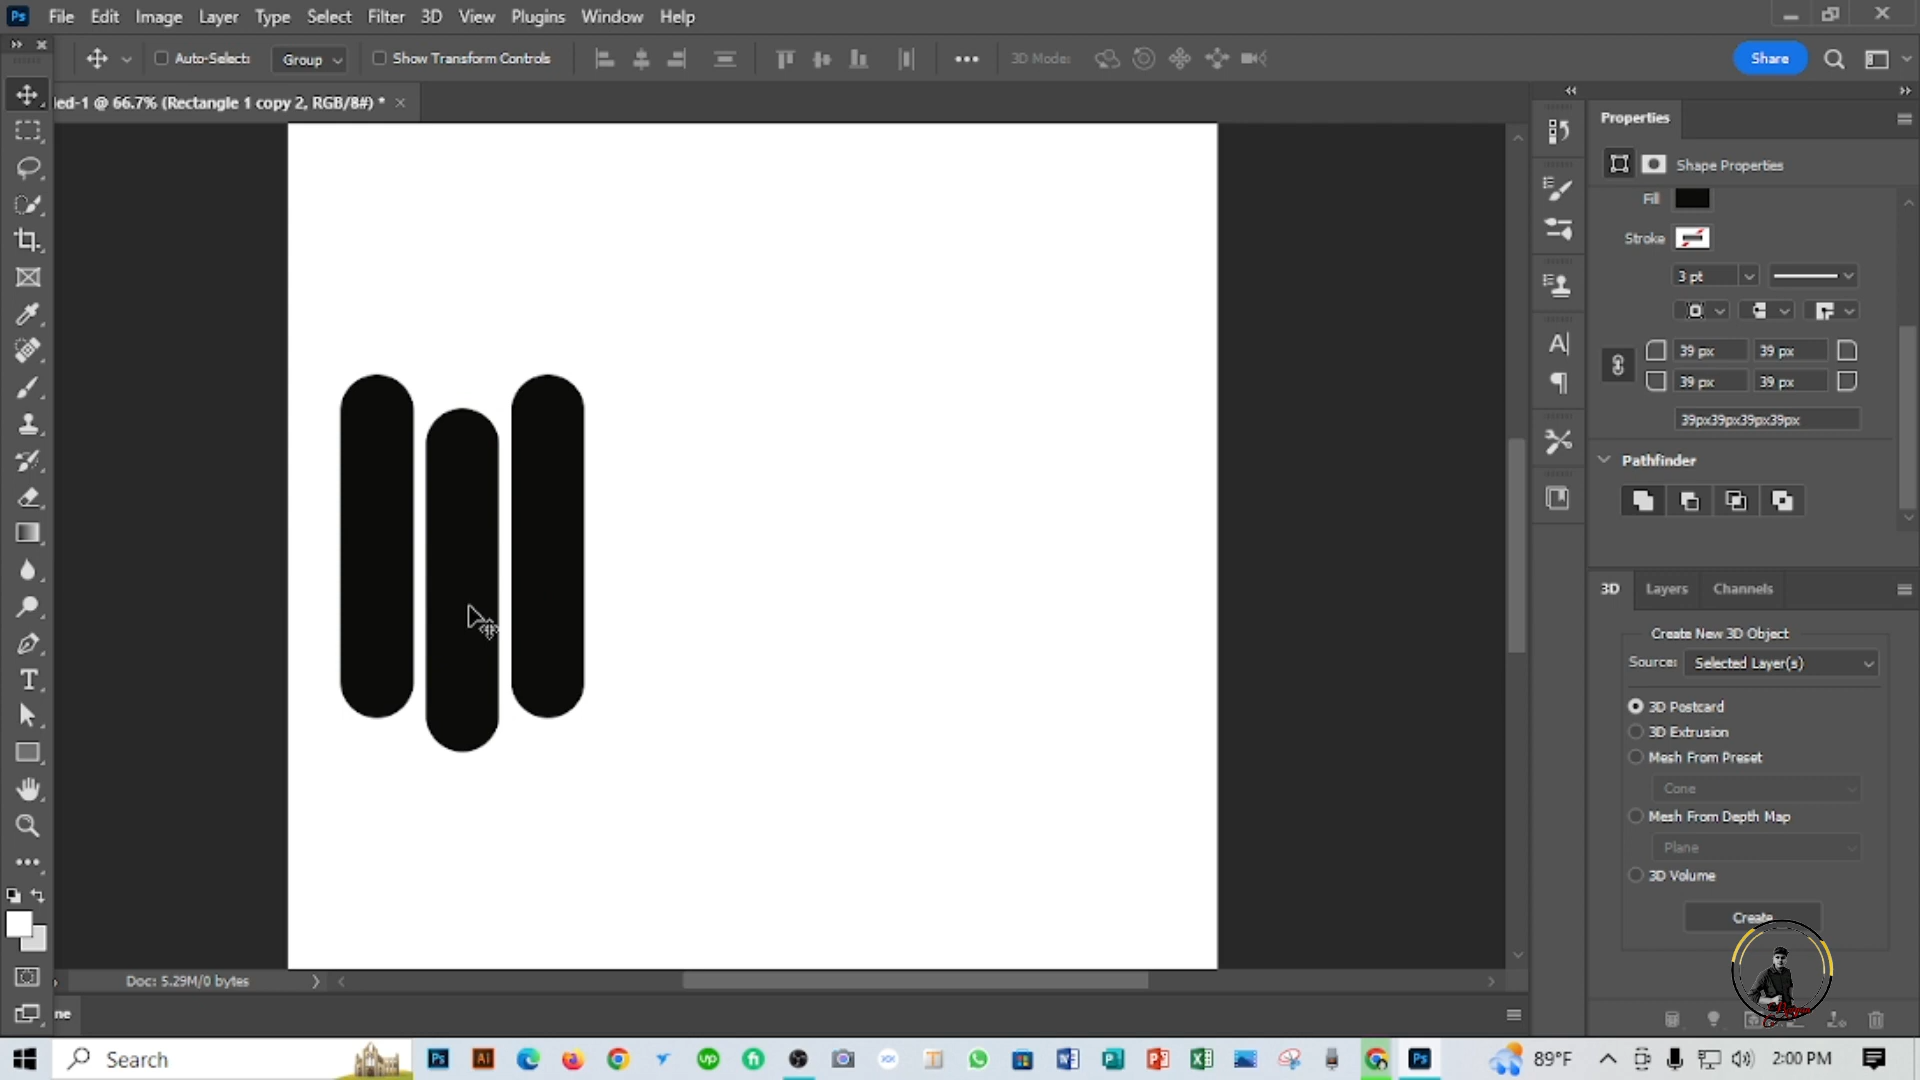 Ps File Edit Image Layer Type Select Filter 3D View Plugins Window Help
Auto-Select: Group Show Transform Controls 3D Mode: Share
led-1 @ 66.7% (Rectangle 1 copy 2, RGB/8#) *
Properties
Shape Properties
Fill
Stroke
3 pt
39 px 39 px
39 px 39 px
39px39px39px39px
Pathfinder
3D Layers Channels
Create New 3D Object
Source: Selected Layer(s)
3D Postcard
3D Extrusion
Mesh From Preset
Cone
Mesh From Depth Map
Plane
3D Volume
Create
Doc: 5.29M/0 bytes
ne
Search
89°F
2:00 PM